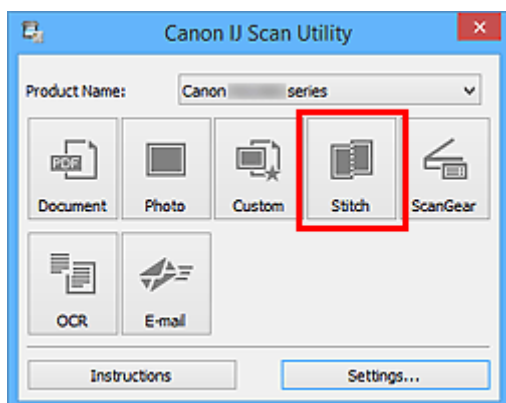 Canon IJ Scan Utility
Product Name: Canon series
Document Photo Custom Stitch ScanGear
PDF
OCR E-mail
Instructions Settings...